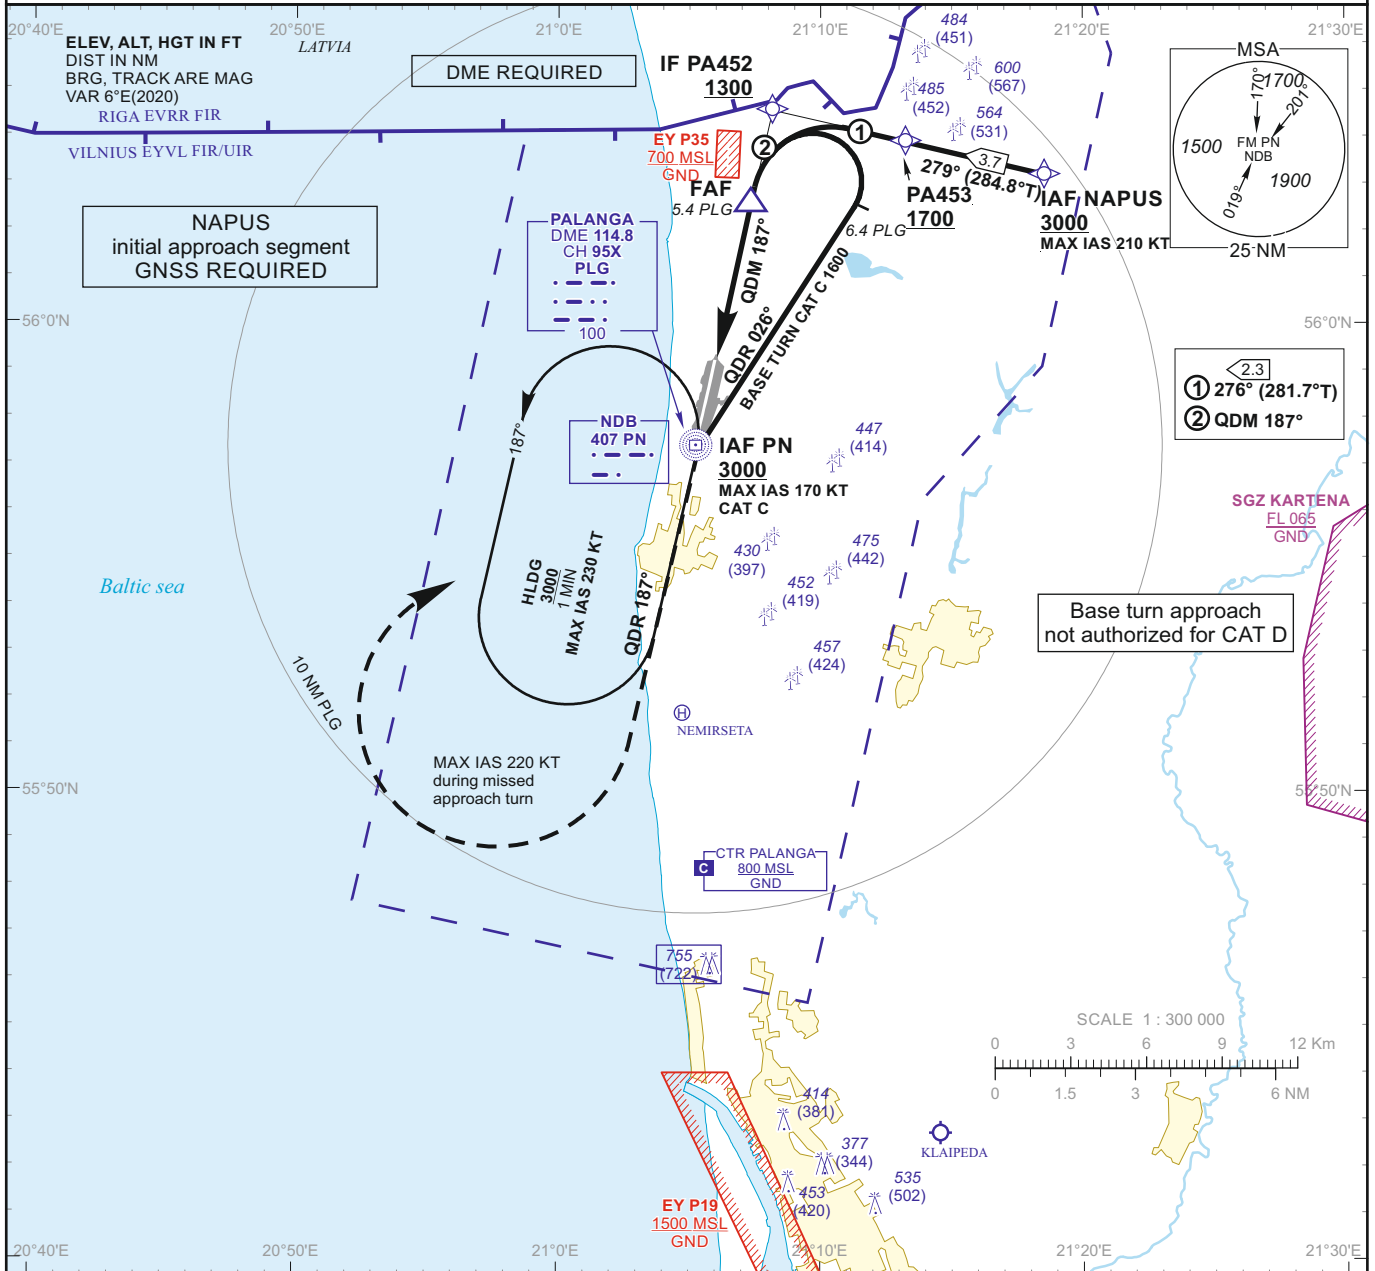 20°40'E
20°50'E
21°0'E
21°10'E
21°20'E
21°30'E
ELEV, ALT, HGT IN FT
DIST IN NM
BRG, TRACK ARE MAG
VAR 6°E(2020)
LATVIA
RIGA EVRR FIR
VILNIUS EYVL FIR/UIR
DME REQUIRED
IF PA452
1300
484
(451)
600
(567)
485
(452)
564
(531)
MSA
1700
170°
201°
1500
FM PN
NDB
1900
019°
25 NM
EY P35
700 MSL
GND
1
2
3.7
279° (284.8°T)
FAF
5.4 PLG
PA453
1700
IAF NAPUS
3000
MAX IAS 210 KT
6.4 PLG
NAPUS
initial approach segment
GNSS REQUIRED
PALANGA
DME 114.8
CH 95X
PLG
100
QDM 187°
QDR 026°
BASE TURN CAT C 1600
56°0'N
56°0'N
2.3
1 276° (281.7°T)
2 QDM 187°
187°
NDB
407 PN
IAF PN
3000
MAX IAS 170 KT
CAT C
447
(414)
SGZ KARTENA
FL 065
GND
430
(397)
475
(442)
452
(419)
457
(424)
Baltic sea
HLDG
3000
1 MIN
MAX IAS 230 KT
QDR 187°
Base turn approach
not authorized for CAT D
10 NM PLG
H
NEMIRSETA
MAX IAS 220 KT
during missed
approach turn
55°50'N
55°50'N
C
CTR PALANGA
800 MSL
GND
755
(722)
SCALE 1 : 300 000
0 3 6 9 12 Km
0 1.5 3 6 NM
414
(381)
377
(344)
KLAIPEDA
453
(420)
535
(502)
EY P19
1500 MSL
GND
20°40'E
20°50'E
21°0'E
21°10'E
21°20'E
21°30'E